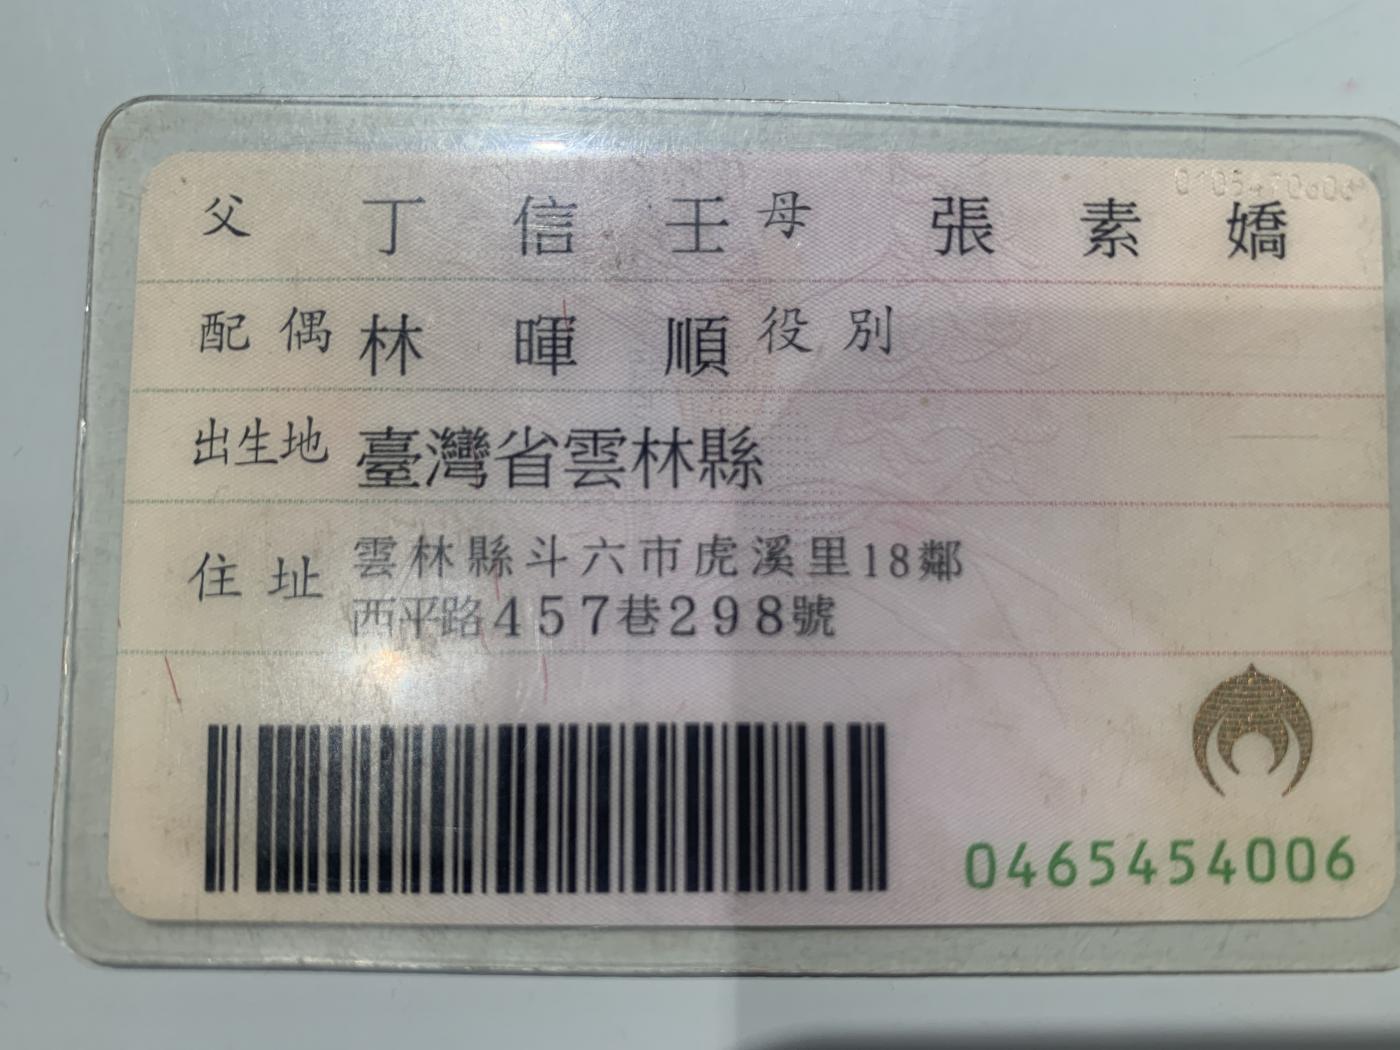 父 丁信壬 母 張素嬌
配偶 林暉順 役別
出生地 臺灣省雲林縣
住址 雲林縣斗六市虎溪里18鄰
西平路457巷298號
0465454006